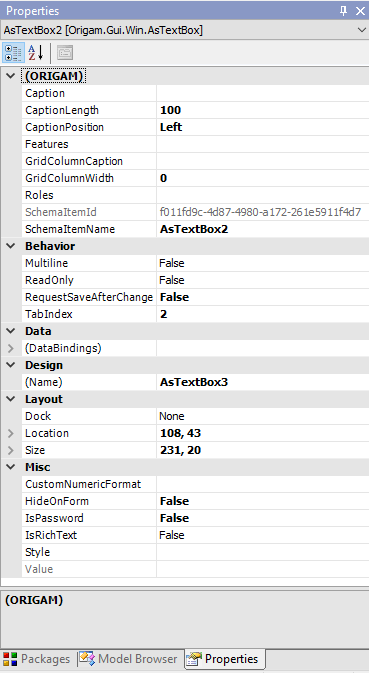 Properties
AsTextBox2 [Origam.Gui.Win.AsTextBox]
(ORIGAM)
Caption
CaptionLength 100
CaptionPosition Left
Features
GridColumnCaption
GridColumnWidth 0
Roles
SchemaItemId f011fd9c-4d87-4980-a172-261e5911f4d7
SchemaItemName AsTextBox2
Behavior
Multiline False
ReadOnly False
RequestSaveAfterChange False
TabIndex 2
Data
(DataBindings)
Design
(Name) AsTextBox3
Layout
Dock None
Location 108, 43
Size 231, 20
Misc
CustomNumericFormat
HideOnForm False
IsPassword False
IsRichText False
Style
Value
(ORIGAM)
Packages Model Browser Properties